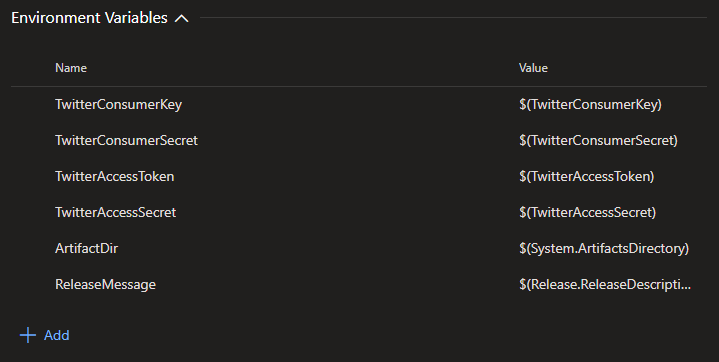 Environment Variables
Name Value
TwitterConsumerKey $(TwitterConsumerKey)
TwitterConsumerSecret $(TwitterConsumerSecret)
TwitterAccessToken $(TwitterAccessToken)
TwitterAccessSecret $(TwitterAccessSecret)
ArtifactDir $(System.ArtifactsDirectory)
ReleaseMessage $(Release.ReleaseDescripti...
Add